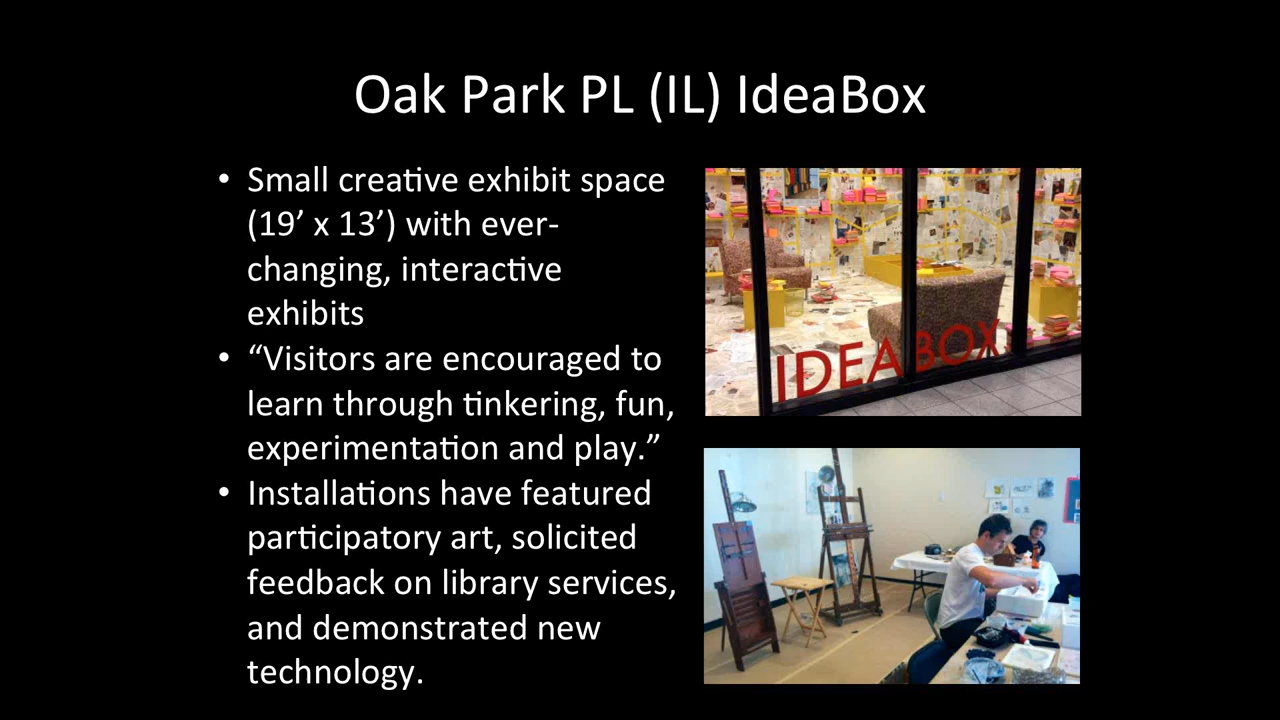 Oak Park PL (IL) IdeaBox
• Small creative exhibit space
(19’ x 13’) with ever-
changing, interactive
exhibits
• “Visitors are encouraged to
learn through tinkering, fun,
experimentation and play.”
• Installations have featured
participatory art, solicited
feedback on library services,
and demonstrated new
technology.
IDEABOX